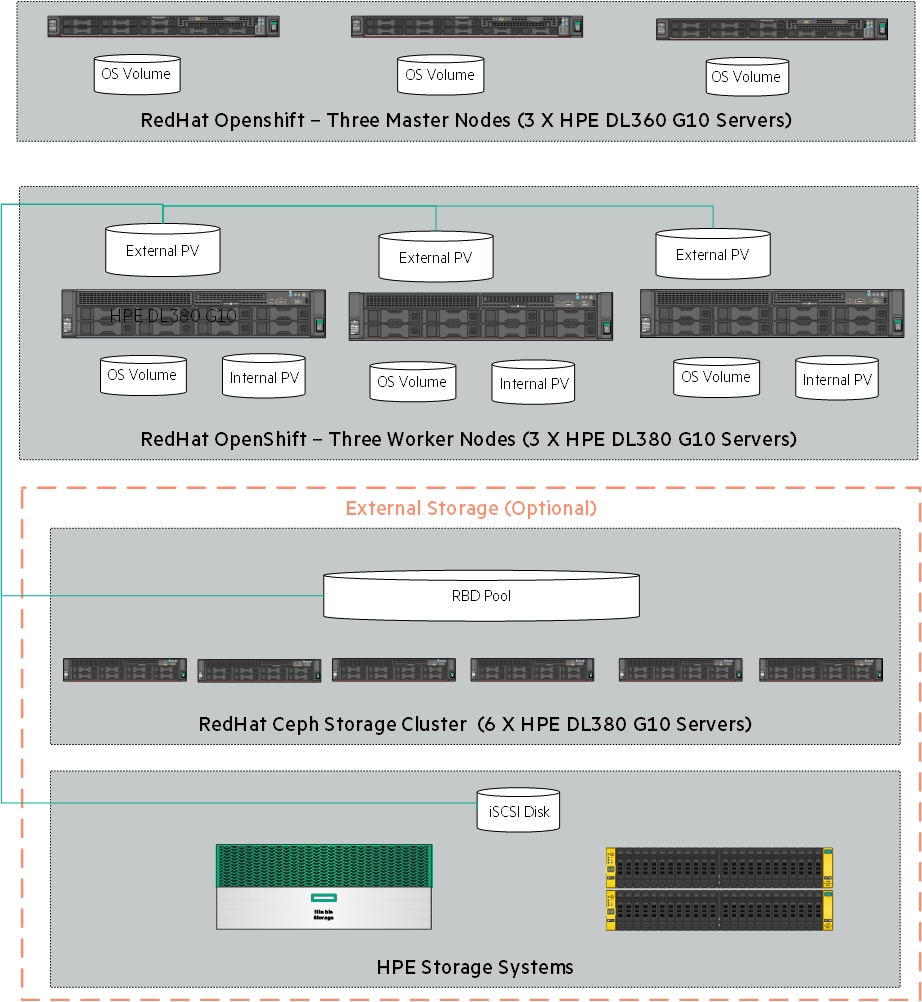 OS Volume
OS Volume
OS Volume
RedHat Openshift – Three Master Nodes (3 X HPE DL360 G10 Servers)
External PV
External PV
External PV
HPE DL380 G10
OS Volume
Internal PV
OS Volume
Internal PV
OS Volume
Internal PV
RedHat OpenShift – Three Worker Nodes (3 X HPE DL380 G10 Servers)
External Storage (Optional)
RBD Pool
RedHat Ceph Storage Cluster (6 X HPE DL380 G10 Servers)
iSCSI Disk
Nimble
Storage
HPE Storage Systems